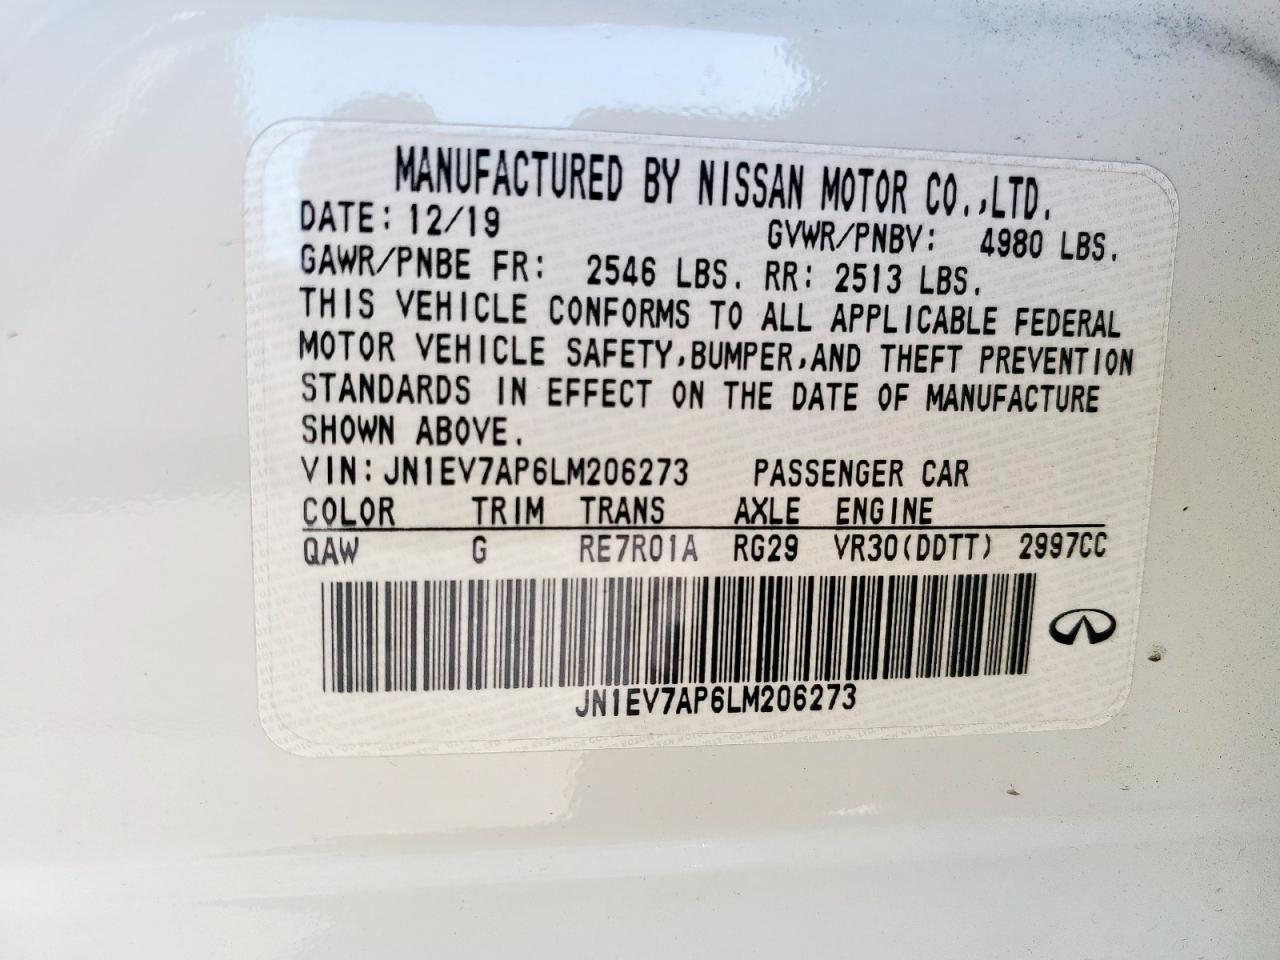 MANUFACTURED BY NISSAN MOTOR CO.,LTD.
DATE: 12/19 GVWR/PNBV: 4980 LBS.
GAWR/PNBE FR: 2546 LBS. RR: 2513 LBS.
THIS VEHICLE CONFORMS TO ALL APPLICABLE FEDERAL
MOTOR VEHICLE SAFETY,BUMPER,AND THEFT PREVENTION
STANDARDS IN EFFECT ON THE DATE OF MANUFACTURE
SHOWN ABOVE.
VIN: JN1EV7AP6LM206273 PASSENGER CAR
COLOR TRIM TRANS AXLE ENGINE
QAW G RE7R01A RG29 VR30(DDTT) 2997CC
JN1EV7AP6LM206273